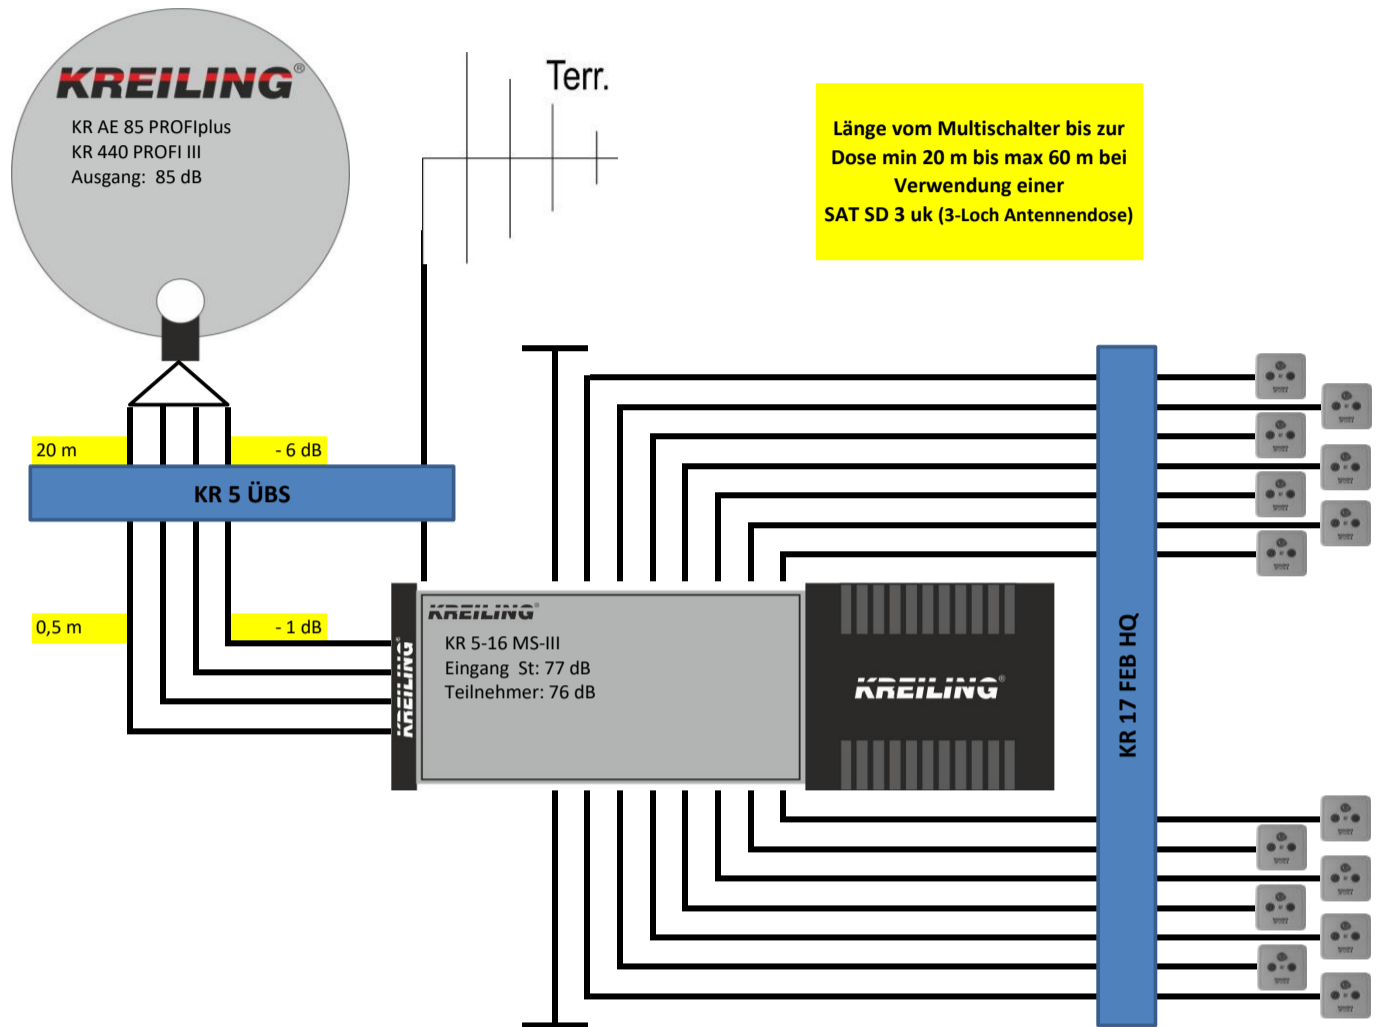 KREILING®
KR AE 85 PROFIplus
KR 440 PROFI III
Ausgang: 85 dB
Terr.
Länge vom Multischalter bis zur
Dose min 20 m bis max 60 m bei
Verwendung einer
SAT SD 3 uk (3-Loch Antennendose)
20 m
- 6 dB
KR 5 ÜBS
0,5 m
- 1 dB
KREILING®
KREILING®
KR 5-16 MS-III
Eingang St: 77 dB
Teilnehmer: 76 dB
KREILING®
KR 17 FEB HQ